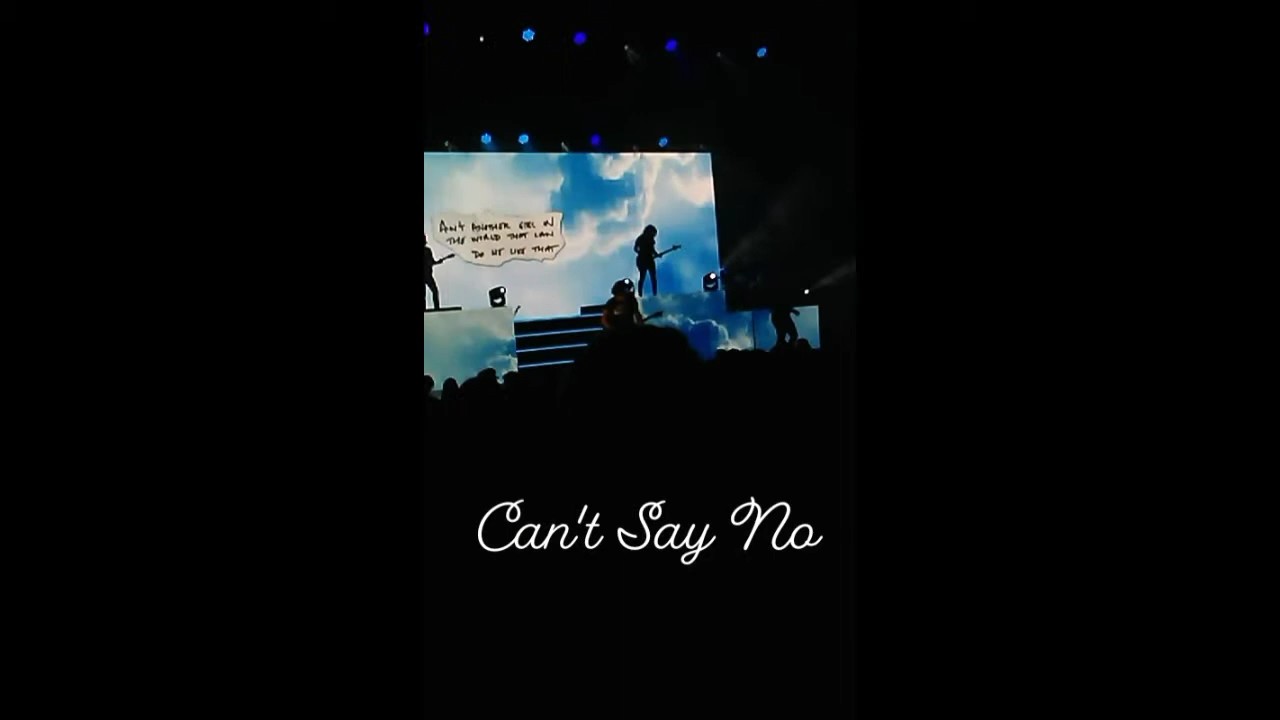 AIN'T ANOTHER GIRL IN
THE WORLD THAT CAN
DO ME LIKE THAT
Can't Say No